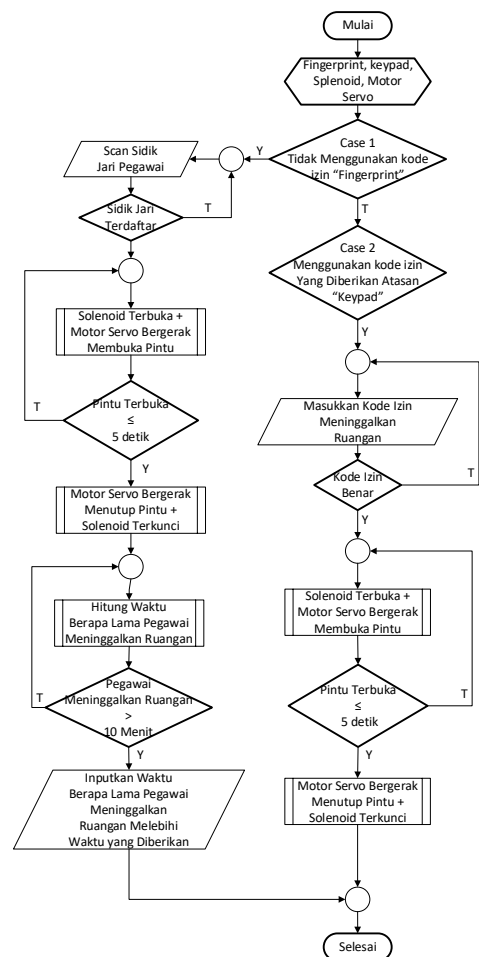 Mulai
Fingerprint, keypad,
Splenoid, Motor
Servo
Case 1
Tidak Menggunakan kode
izin “Fingerprint”
Y
T
Scan Sidik
Jari Pegawai
Sidik Jari
Terdaftar
T
Solenoid Terbuka +
Motor Servo Bergerak
Membuka Pintu
Pintu Terbuka
≤
5 detik
T
Y
Motor Servo Bergerak
Menutup Pintu +
Solenoid Terkunci
Hitung Waktu
Berapa Lama Pegawai
Meninggalkan Ruangan
Pegawai
Meninggalkan Ruangan
>
10 Menit
T
Y
Inputkan Waktu
Berapa Lama Pegawai
Meninggalkan
Ruangan Melebihi
Waktu yang Diberikan
Case 2
Menggunakan kode izin
Yang Diberikan Atasan
“Keypad”
Y
Masukkan Kode Izin
Meninggalkan
Ruangan
Kode Izin
Benar
T
Y
Solenoid Terbuka +
Motor Servo Bergerak
Membuka Pintu
Pintu Terbuka
≤
5 detik
T
Y
Motor Servo Bergerak
Menutup Pintu +
Solenoid Terkunci
Selesai